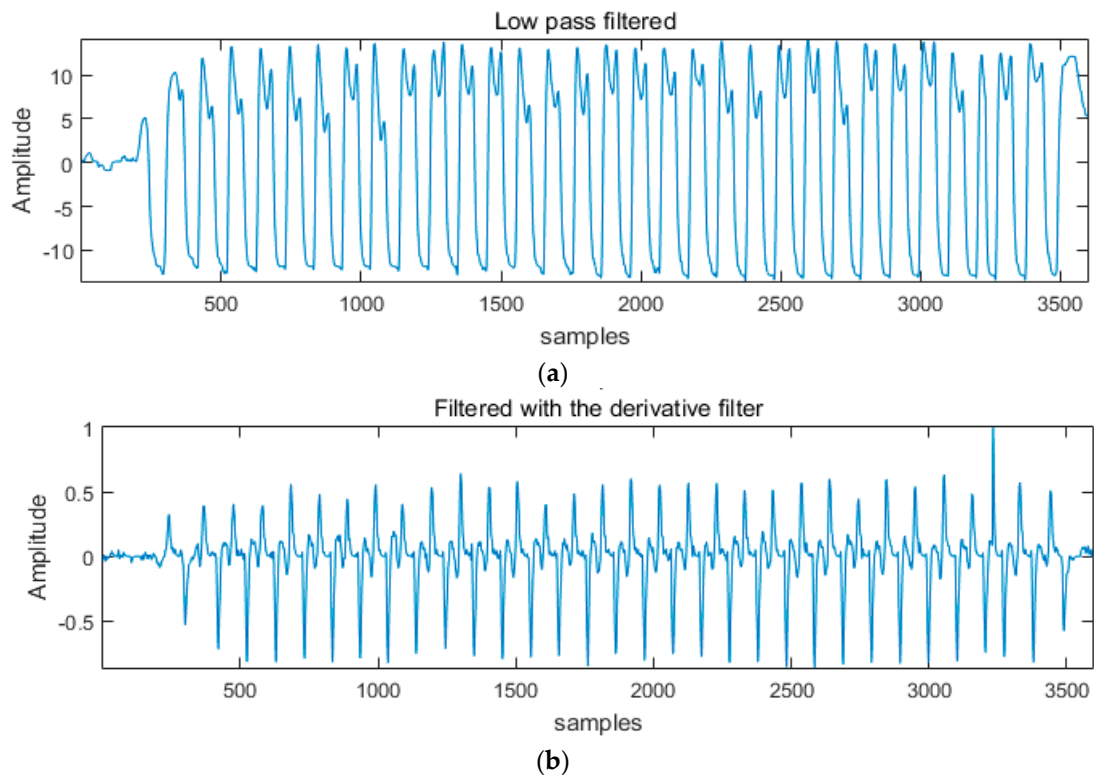 Low pass filtered
Amplitude
10
5
0
-5
-10
500 1000 1500 2000 2500 3000 3500
samples
(a)
Filtered with the derivative filter
Amplitude
1
0.5
0
-0.5
500 1000 1500 2000 2500 3000 3500
samples
(b)